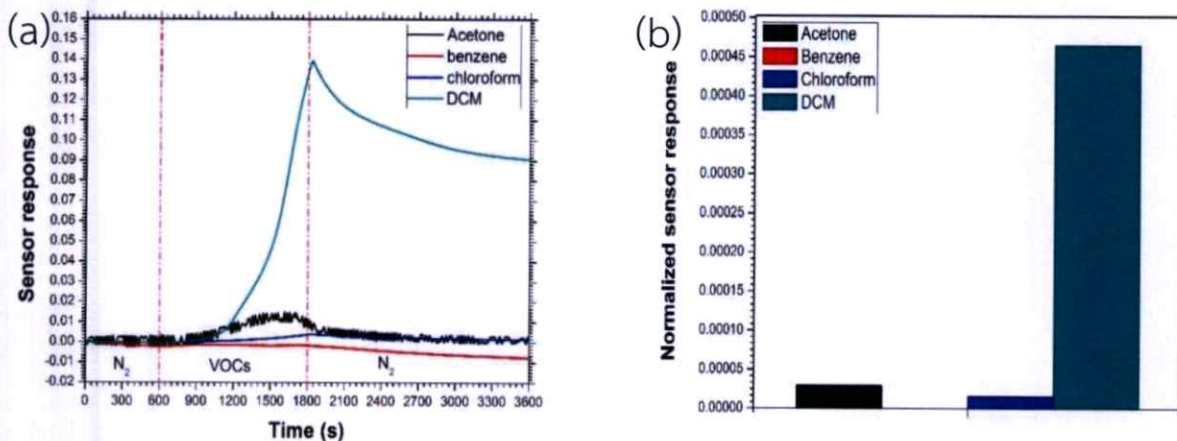 (a)
Sensor response
0.16
0.15
0.14
0.13
0.12
0.11
0.10
0.09
0.08
0.07
0.06
0.05
0.04
0.03
0.02
0.01
0.00
-0.01
-0.02
Acetone
benzene
chloroform
DCM
N2
VOCs
N2
0 300 600 900 1200 1500 1800 2100 2400 2700 3000 3300 3600
Time (s)
(b)
Normalized sensor response
0.00050
0.00045
0.00040
0.00035
0.00030
0.00025
0.00020
0.00015
0.00010
0.00005
0.00000
Acetone
Benzene
Chloroform
DCM